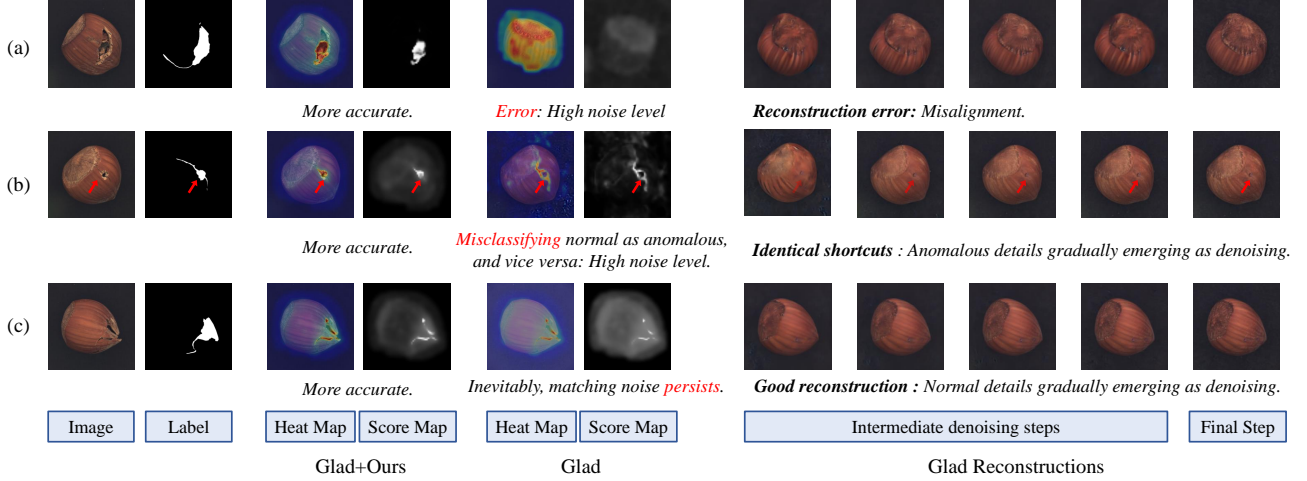 (a)
More accurate.
Error: High noise level
Reconstruction error: Misalignment.
(b)
More accurate.
Misclassifying normal as anomalous,
and vice versa: High noise level.
Identical shortcuts : Anomalous details gradually emerging as denoising.
(c)
More accurate.
Inevitably, matching noise persists.
Good reconstruction : Normal details gradually emerging as denoising.
Image
Label
Heat Map
Score Map
Heat Map
Score Map
Intermediate denoising steps
Final Step
Glad+Ours
Glad
Glad Reconstructions